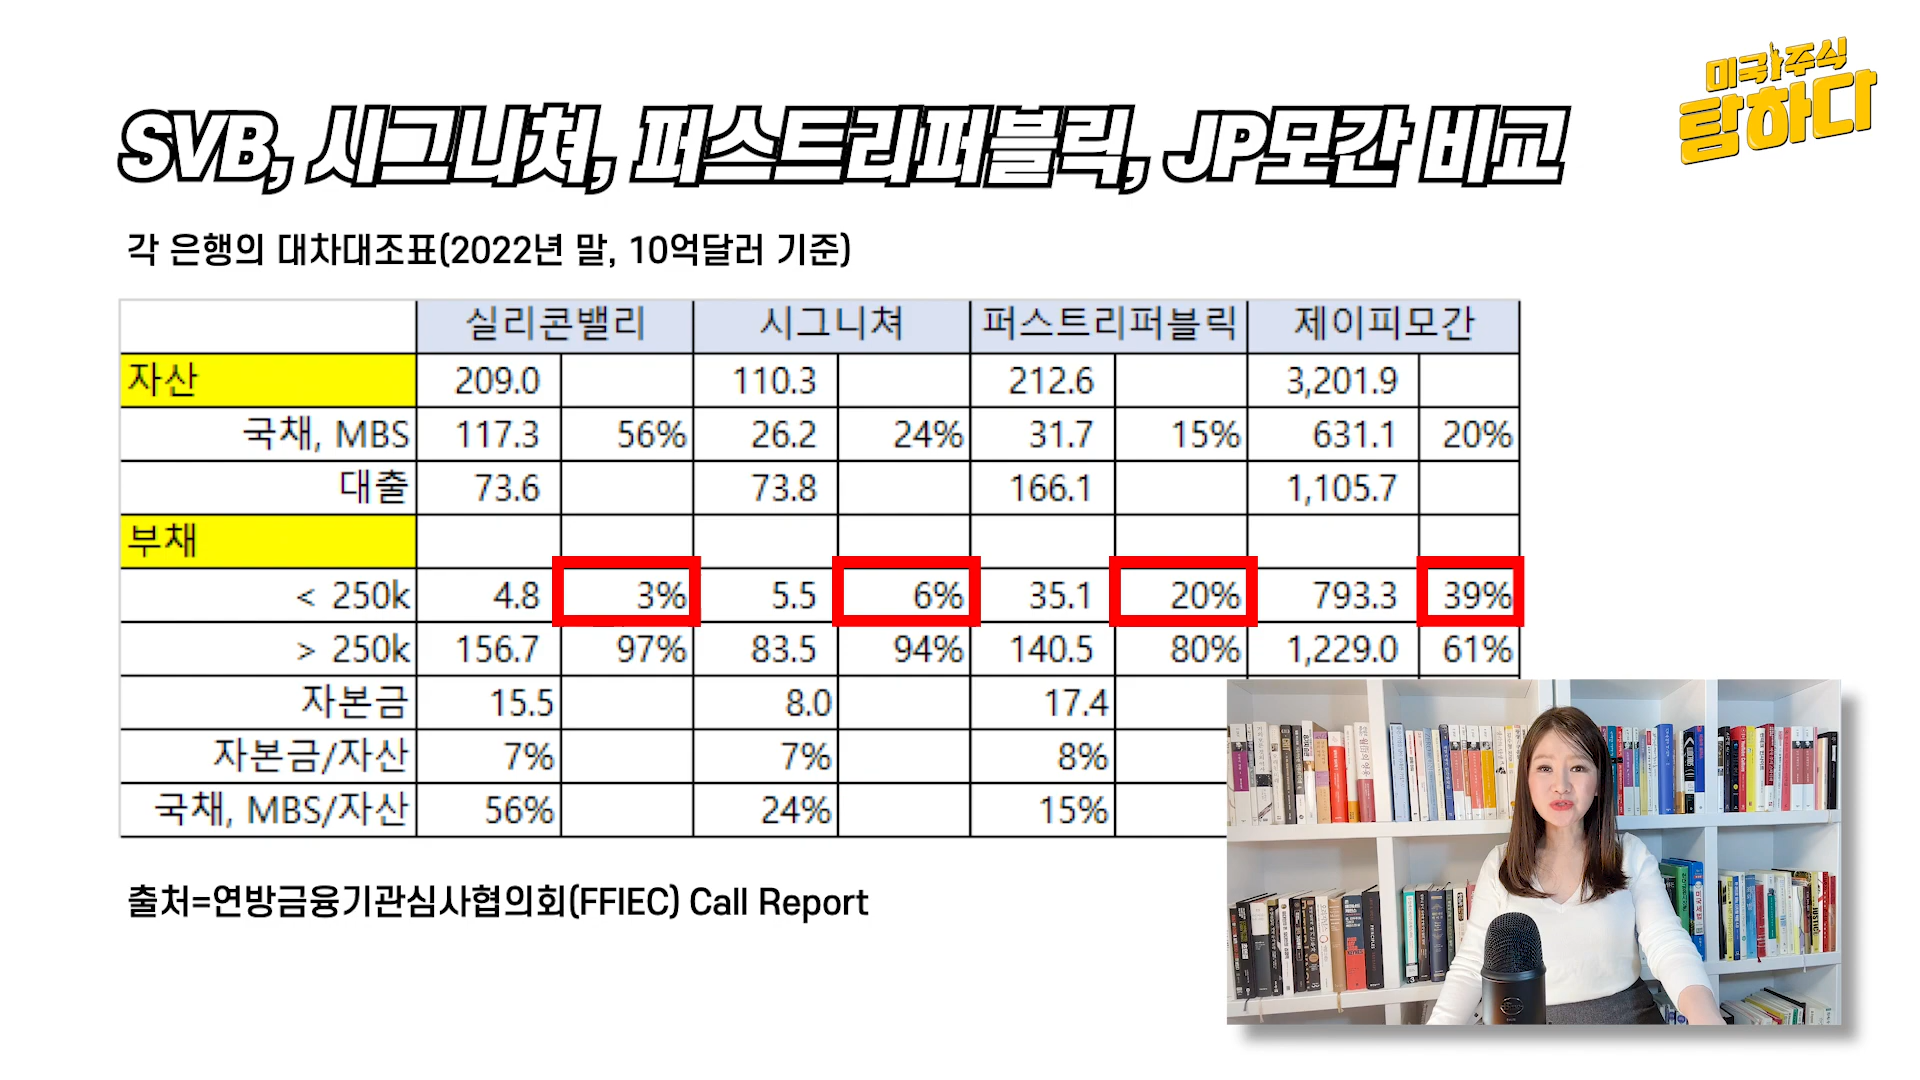 미국주식
탐하다
SVB, 시그니쳐, 퍼스트리퍼블릭, JP모간 비교
각 은행의 대차대조표(2022년 말, 10억달러 기준)
실리콘밸리 시그니쳐 퍼스트리퍼블릭 제이피모간
자산 209.0 110.3 212.6 3,201.9
국채, MBS 117.3 56% 26.2 24% 31.7 15% 631.1 20%
대출 73.6 73.8 166.1 1,105.7
부채
< 250k 4.8 3% 5.5 6% 35.1 20% 793.3 39%
> 250k 156.7 97% 83.5 94% 140.5 80% 1,229.0 61%
자본금 15.5 8.0 17.4
자본금/자산 7% 7% 8%
국채, MBS/자산 56% 24% 15%
출처=연방금융기관심사협의회(FFIEC) Call Report